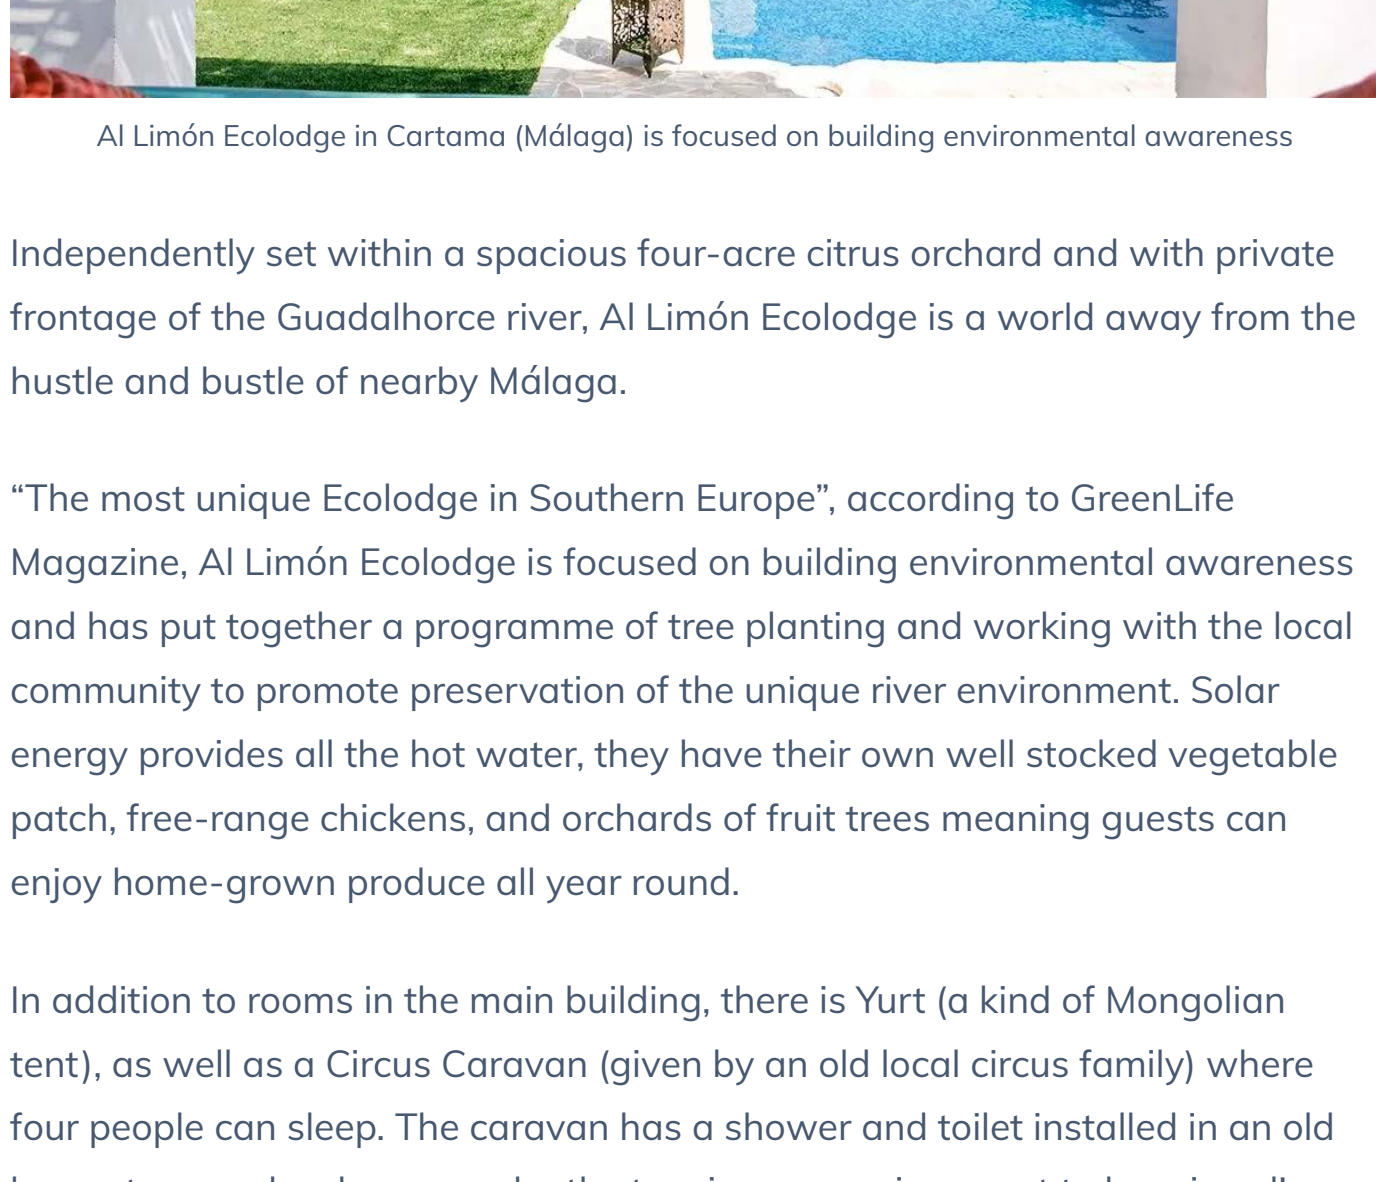 Al Limón Ecolodge in Cartama (Málaga) is focused on building environmental awareness
Independently set within a spacious four-acre citrus orchard and with private
frontage of the Guadalhorce river, Al Limón Ecolodge is a world away from the
hustle and bustle of nearby Málaga.
“The most unique Ecolodge in Southern Europe”, according to GreenLife
Magazine, Al Limón Ecolodge is focused on building environmental awareness
and has put together a programme of tree planting and working with the local
community to promote preservation of the unique river environment. Solar
energy provides all the hot water, they have their own well stocked vegetable
patch, free-range chickens, and orchards of fruit trees meaning guests can
enjoy home-grown produce all year round.
In addition to rooms in the main building, there is Yurt (a kind of Mongolian
tent), as well as a Circus Caravan (given by an old local circus family) where
four people can sleep. The caravan has a shower and toilet installed in an old